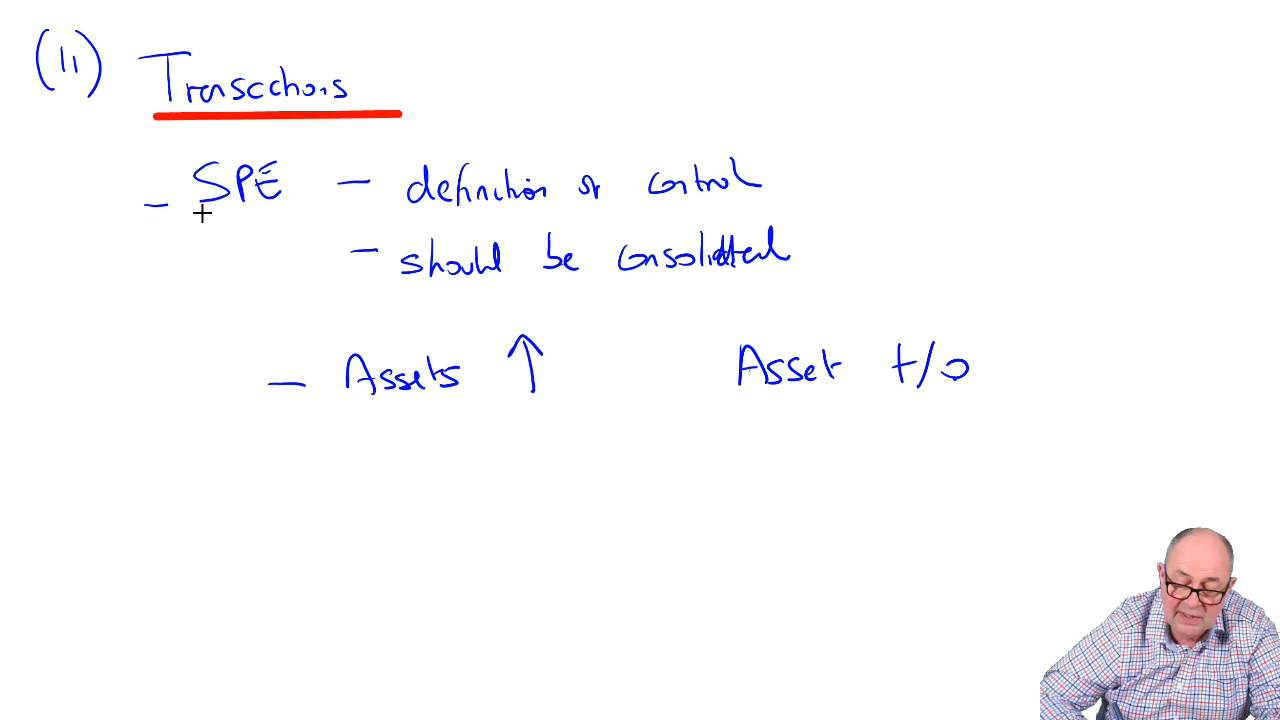 (11) Transactions
- SPE - definition of control
- should be consolidated
- Assets ↑ Asset t/o